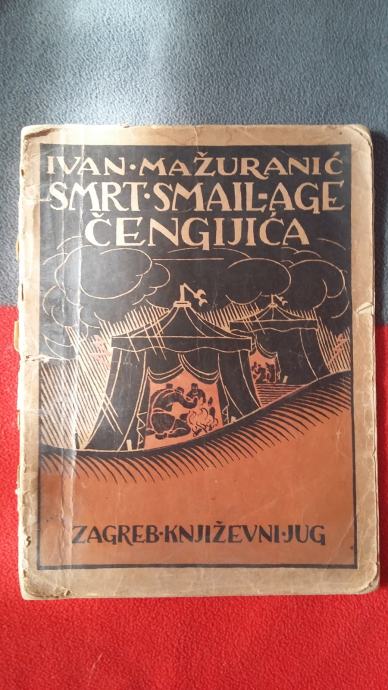 IVAN·MAŽURANIĆ
SMRT·SMAIL-AGE
ČENGIJIĆA
ZAGREB·KNJIŽEVNI·JUG